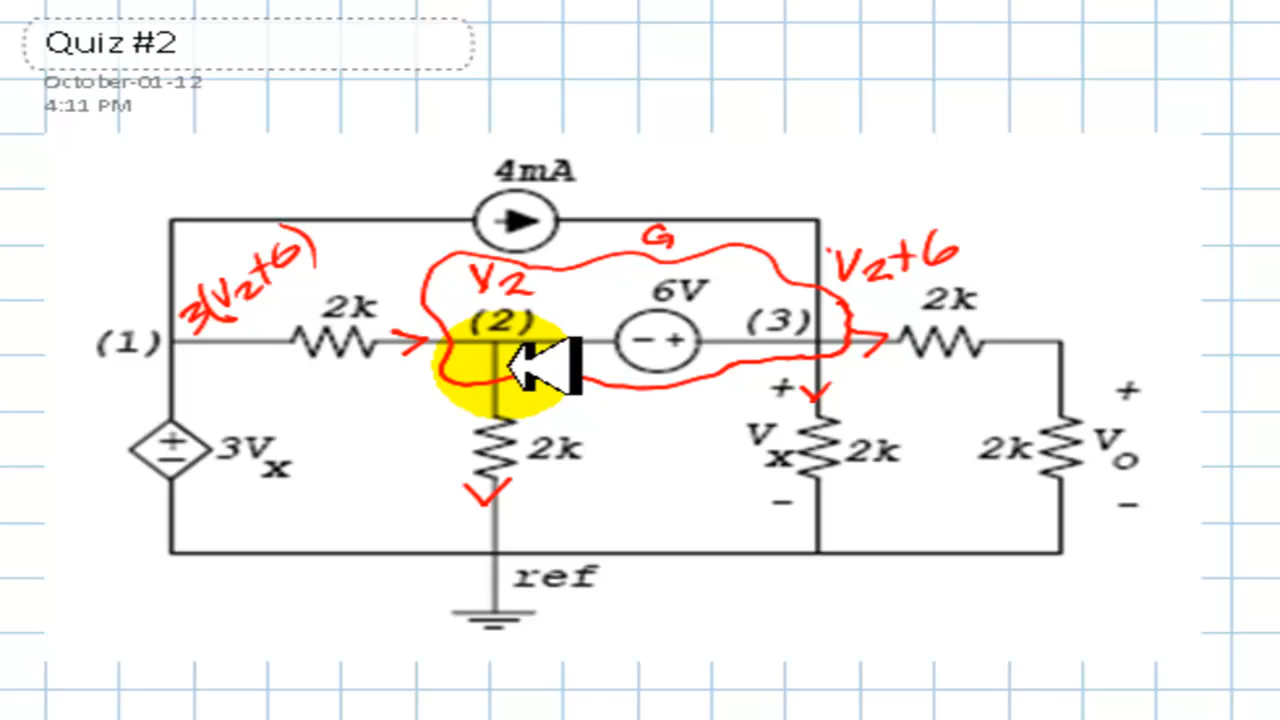 Quiz #2
October-01-12
4:11 PM
4mA
G
3(V2+6)
V2
V2+6
6V
2k
2k
(1)
(2)
- +
(3)
+
+
+
-
3Vx
2k
Vx
2k
2k
Vo
-
-
ref